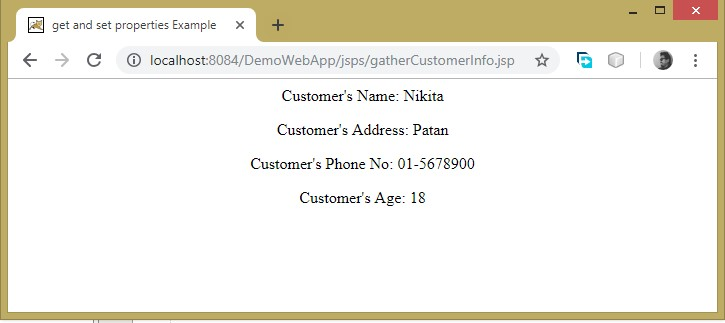 get and set properties Example
localhost:8084/DemoWebApp/jsps/gatherCustomerInfo.jsp
Customer's Name: Nikita
Customer's Address: Patan
Customer's Phone No: 01-5678900
Customer's Age: 18